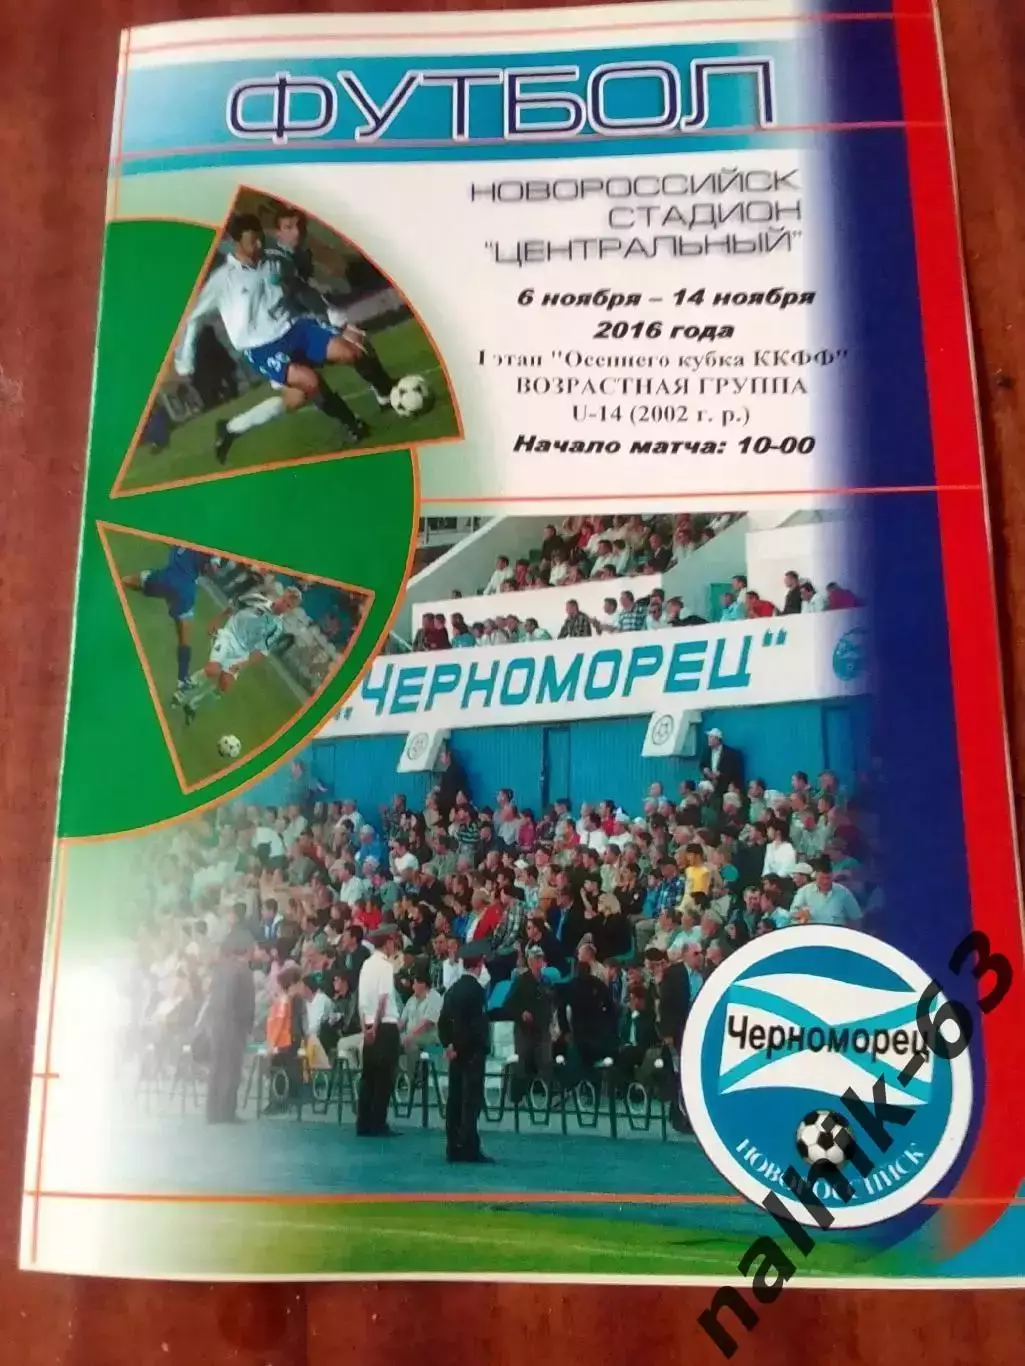 ФУТБОЛ
НОВОРОССИЙСК
СТАДИОН
"ЦЕНТРАЛЬНЫЙ"
6 ноября – 14 ноября
2016 года
I этап "Осеннего кубка ККФФ"
ВОЗРАСТНАЯ ГРУППА
U-14 (2002 г. р.)
Начало матча: 10-00
„ЧЕРНОМОРЕЦ"
Черноморец
НОВОРОССИЙСК
nalnik-63